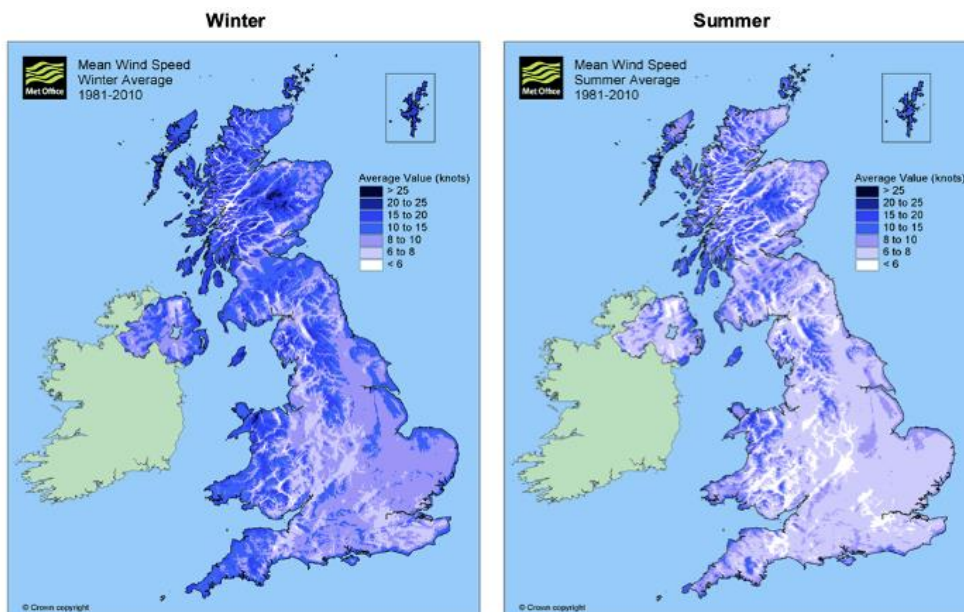 Winter
Met Office
Mean Wind Speed
Winter Average
1981-2010
Average Value (knots)
> 25
20 to 25
15 to 20
10 to 15
8 to 10
6 to 8
< 6
© Crown copyright
Summer
Met Office
Mean Wind Speed
Summer Average
1981-2010
Average Value (knots)
> 25
20 to 25
15 to 20
10 to 15
8 to 10
6 to 8
< 6
© Crown copyright